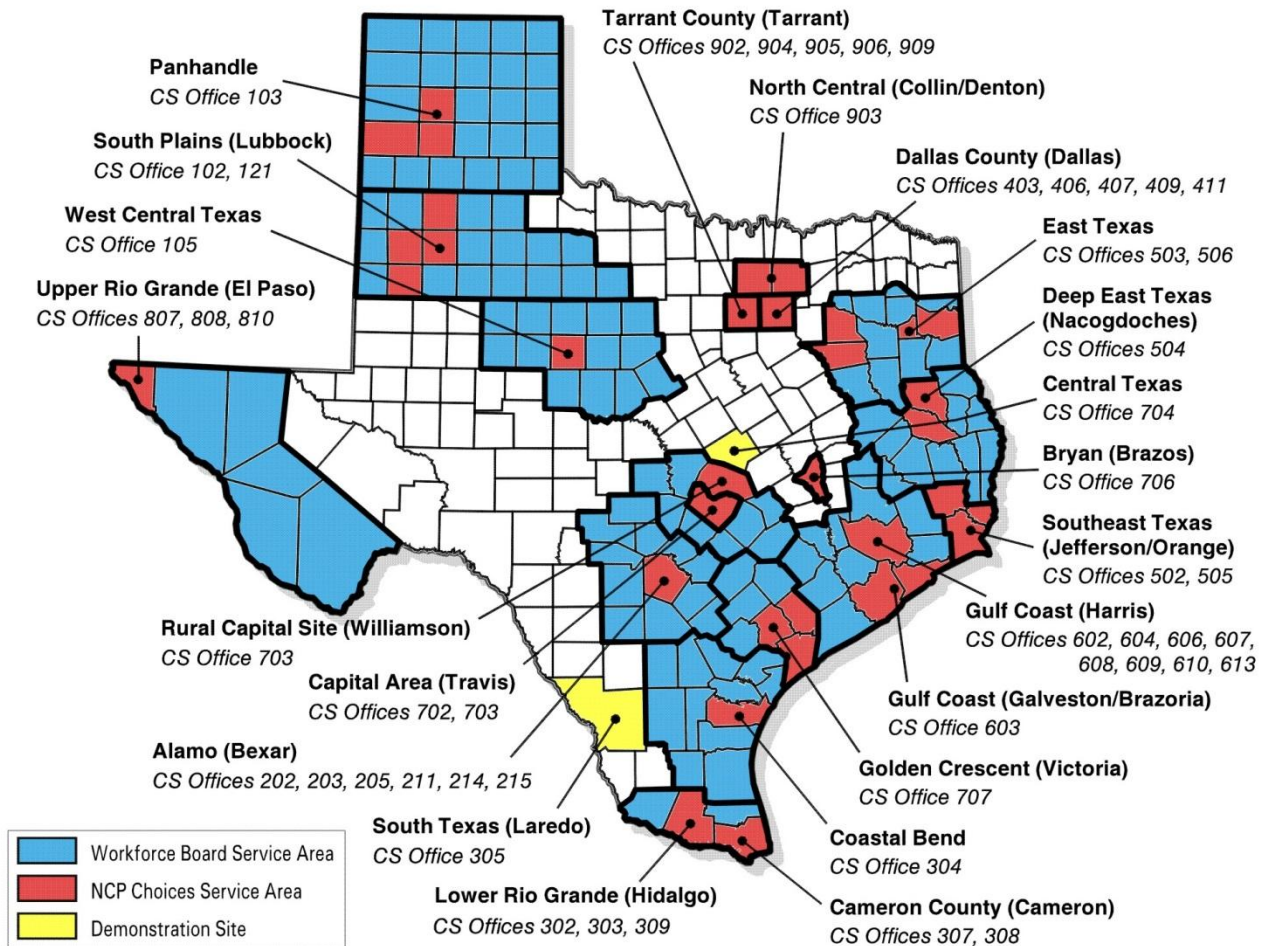 Tarrant County (Tarrant)
CS Offices 902, 904, 905, 906, 909
North Central (Collin/Denton)
CS Office 903
Dallas County (Dallas)
CS Offices 403, 406, 407, 409, 411
East Texas
CS Offices 503, 506
Deep East Texas
(Nacogdoches)
CS Offices 504
Central Texas
CS Office 704
Bryan (Brazos)
CS Office 706
Southeast Texas
(Jefferson/Orange)
CS Offices 502, 505
Gulf Coast (Harris)
CS Offices 602, 604, 606, 607,
608, 609, 610, 613
Gulf Coast (Galveston/Brazoria)
CS Office 603
Golden Crescent (Victoria)
CS Office 707
Coastal Bend
CS Office 304
Cameron County (Cameron)
CS Offices 307, 308
Panhandle
CS Office 103
South Plains (Lubbock)
CS Office 102, 121
West Central Texas
CS Office 105
Upper Rio Grande (El Paso)
CS Offices 807, 808, 810
Rural Capital Site (Williamson)
CS Office 703
Capital Area (Travis)
CS Offices 702, 703
Alamo (Bexar)
CS Offices 202, 203, 205, 211, 214, 215
South Texas (Laredo)
CS Office 305
Lower Rio Grande (Hidalgo)
CS Offices 302, 303, 309
Workforce Board Service Area
NCP Choices Service Area
Demonstration Site